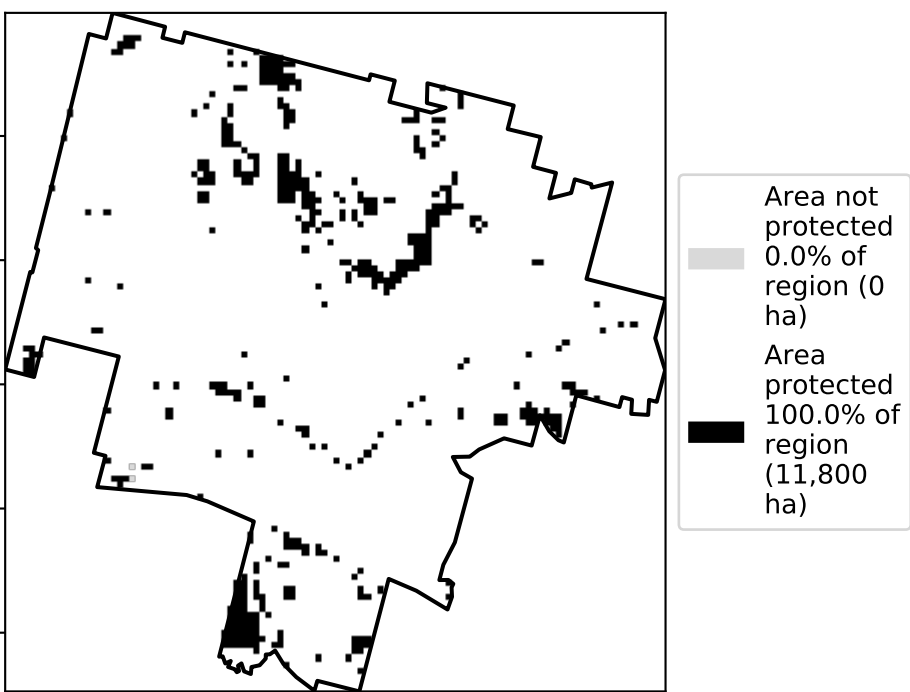 Area not
protected
0.0% of
region (0
ha)
Area
protected
100.0% of
region
(11,800
ha)